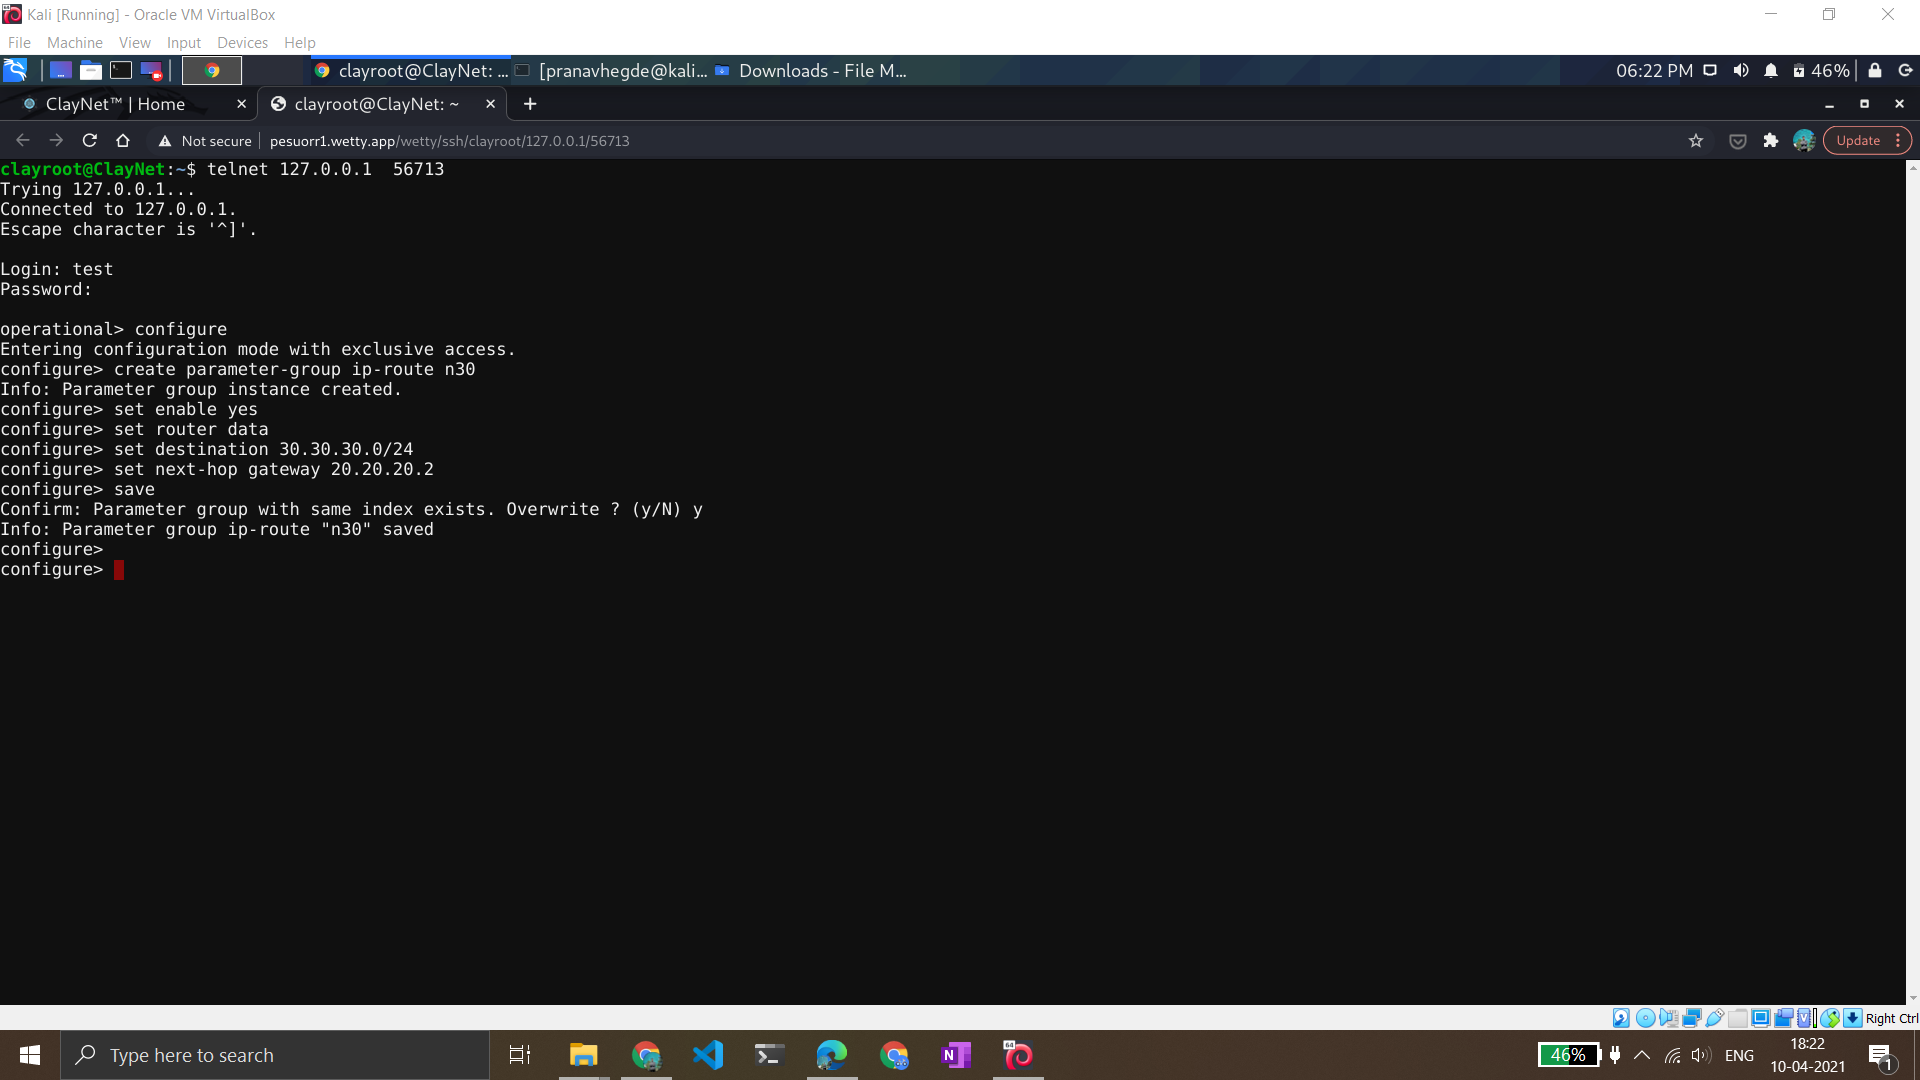 Kali [Running] - Oracle VM VirtualBox
File Machine View Input Devices Help
clayroot@ClayNet: ... [pranavhegde@kali... Downloads - File M... 06:22 PM 46%
ClayNet™ | Home clayroot@ClayNet: ~
Not secure pesuorr1.wetty.app/wetty/ssh/clayroot/127.0.0.1/56713 Update
clayroot@ClayNet:~$ telnet 127.0.0.1  56713
Trying 127.0.0.1...
Connected to 127.0.0.1.
Escape character is '^]'.
Login: test
Password:
operational> configure
Entering configuration mode with exclusive access.
configure> create parameter-group ip-route n30
Info: Parameter group instance created.
configure> set enable yes
configure> set router data
configure> set destination 30.30.30.0/24
configure> set next-hop gateway 20.20.20.2
configure> save
Confirm: Parameter group with same index exists. Overwrite ? (y/N) y
Info: Parameter group ip-route "n30" saved
configure>
configure>
Right Ctrl
Type here to search
46% ENG
18:22
10-04-2021
1